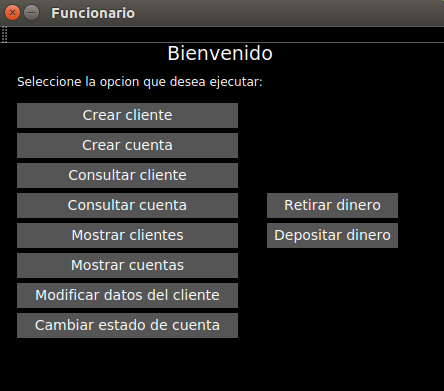 Funcionario
Bienvenido
Seleccione la opcion que desea ejecutar:
Crear cliente
Crear cuenta
Consultar cliente
Consultar cuenta
Retirar dinero
Mostrar clientes
Depositar dinero
Mostrar cuentas
Modificar datos del cliente
Cambiar estado de cuenta